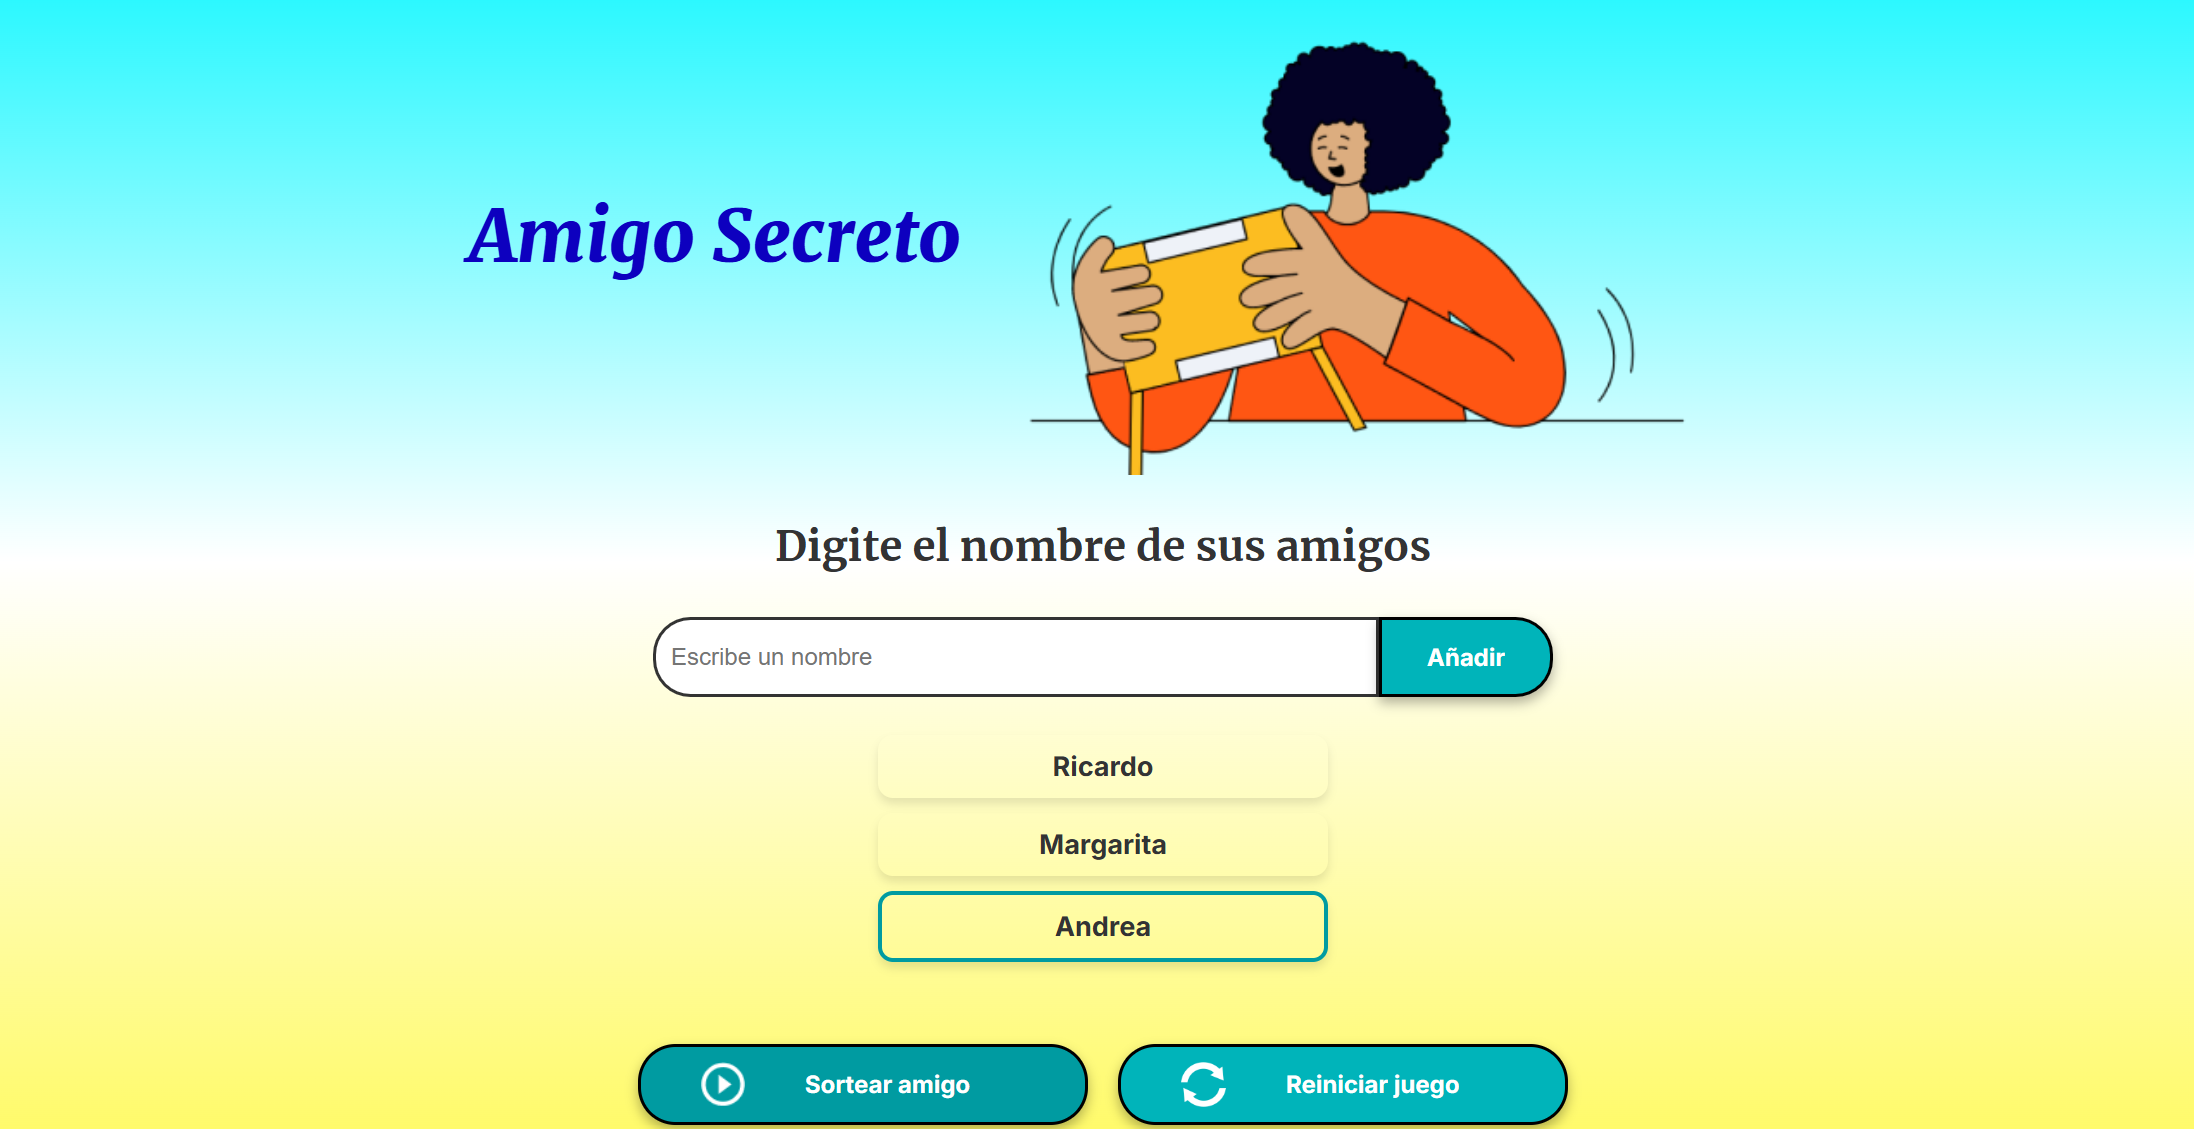 Amigo Secreto
Digite el nombre de sus amigos
Escribe un nombre
Añadir
Ricardo
Margarita
Andrea
Sortear amigo
Reiniciar juego